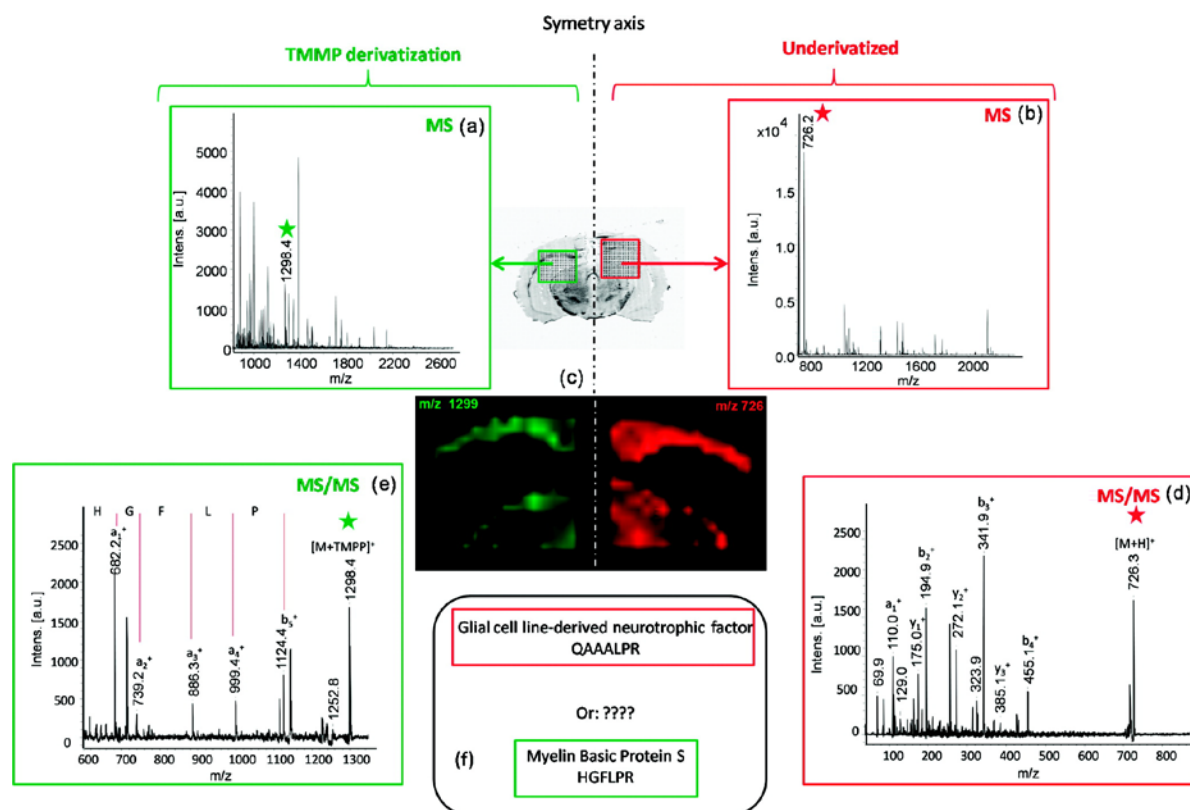 Symetry axis
TMMP derivatization
Underivatized
MS (a)
Intens. [a.u.]
5000
4000
3000
2000
1000
0
1298.4
1000 1400 1800 2200 2600
m/z
MS (b)
x10⁴
726.2
Intens. [a.u.]
2.0
1.5
1.0
0.5
0.0
800 1200 1600 2000
m/z
(c)
m/z 1299
m/z 726
MS/MS (e)
H G F L P
Intens. [a.u.]
2500
2000
1500
1000
500
0
a₁⁺
682.2
a₂⁺
739.2
a₃⁺
886.3
a₄⁺
999.4
b₅⁺
1124.4
1252.8
[M+TMPP]⁺
1298.4
600 700 800 900 1000 1100 1200 1300
m/z
MS/MS (d)
Intens. [a.u.]
2500
2000
1500
1000
500
0
69.9
a₁⁺
110.0
129.0
y₁⁺
175.0
b₂⁺
194.9
y₂⁺
272.1
323.9
b₃⁺
341.9
y₃⁺
385.1
b₄⁺
455.1
[M+H]⁺
726.3
100 200 300 400 500 600 700 800
m/z
Glial cell line-derived neurotrophic factor
QAAALPR
Or: ????
(f)
Myelin Basic Protein S
HGFLPR